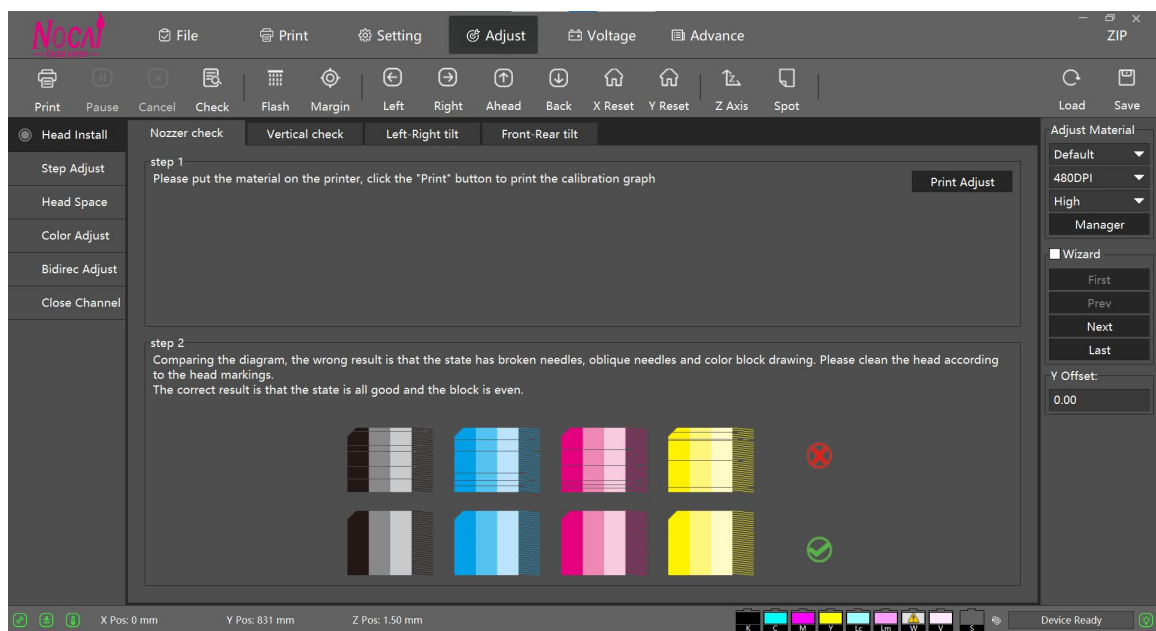 Nocai
File Print Setting Adjust Voltage Advance ZIP
Print Pause Cancel Check Flash Margin Left Right Ahead Back X Reset Y Reset Z Axis Spot Load Save
Head Install
Step Adjust
Head Space
Color Adjust
Bidirec Adjust
Close Channel
Nozzer check Vertical check Left-Right tilt Front-Rear tilt
step 1
Please put the material on the printer, click the "Print" button to print the calibration graph
Print Adjust
step 2
Comparing the diagram, the wrong result is that the state has broken needles, oblique needles and color block drawing. Please clean the head according
to the head markings.
The correct result is that the state is all good and the block is even.
Adjust Material
Default
480DPI
High
Manager
Wizard
First
Prev
Next
Last
Y Offset:
0.00
X Pos: 0 mm Y Pos: 831 mm Z Pos: 1.50 mm K C M Y Lc Lm W V S Device Ready